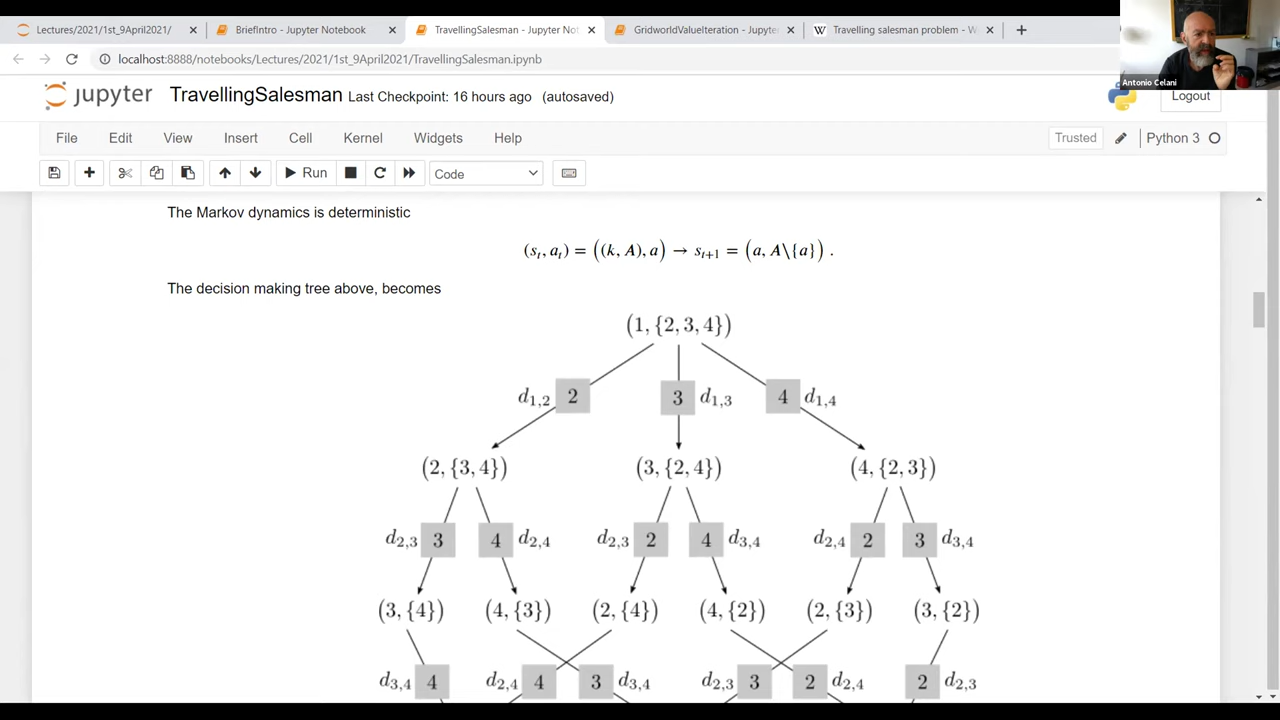 Lectures/2021/1st_9April2021/ × BriefIntro - Jupyter Notebook × TravellingSalesman - Jupyter Not × GridworldValueIteration - Jupyte × W Travelling salesman problem - W × +
localhost:8888/notebooks/Lectures/2021/1st_9April2021/TravellingSalesman.ipynb
Antonio Celani
jupyter TravellingSalesman Last Checkpoint: 16 hours ago (autosaved) Logout
File Edit View Insert Cell Kernel Widgets Help Trusted Python 3
Run Code
The Markov dynamics is deterministic
(s_t, a_t) = ((k, A), a) → s_{t+1} = (a, A\{a}) .
The decision making tree above, becomes
(1, {2, 3, 4})
d_{1,2} 2 3 d_{1,3} 4 d_{1,4}
(2, {3, 4}) (3, {2, 4}) (4, {2, 3})
d_{2,3} 3 4 d_{2,4} d_{2,3} 2 4 d_{3,4} d_{2,4} 2 3 d_{3,4}
(3, {4}) (4, {3}) (2, {4}) (4, {2}) (2, {3}) (3, {2})
d_{3,4} 4 d_{2,4} 4 3 d_{3,4} d_{2,3} 3 2 d_{2,4} 2 d_{2,3}